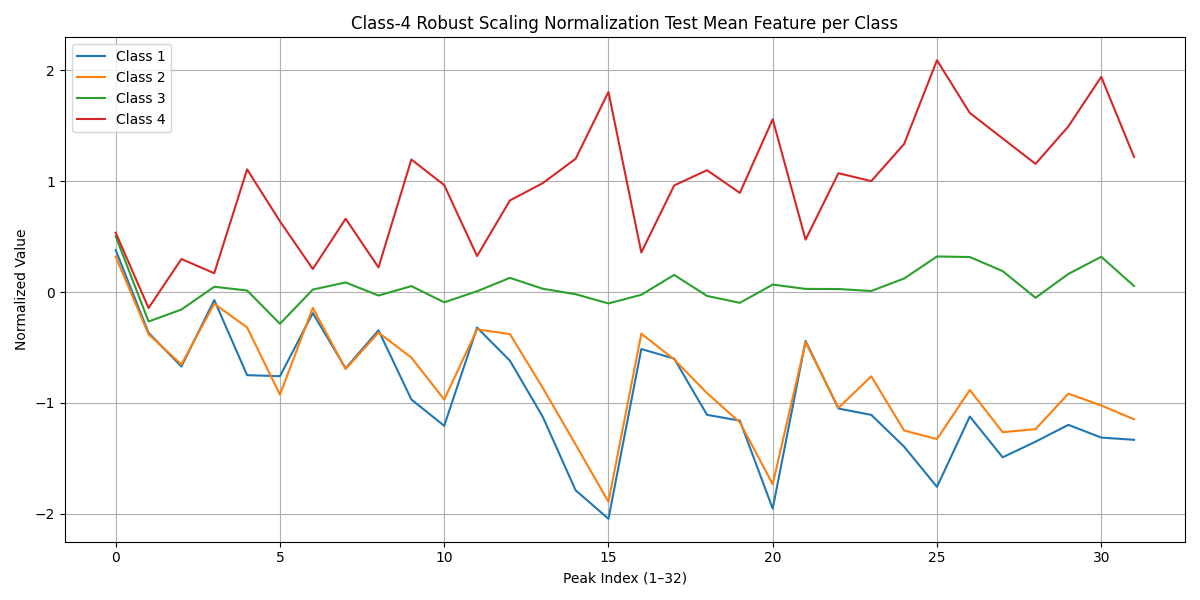 Class-4 Robust Scaling Normalization Test Mean Feature per Class
Class 1
Class 2
Class 3
Class 4
Normalized Value
2
1
0
−1
−2
0 5 10 15 20 25 30
Peak Index (1–32)